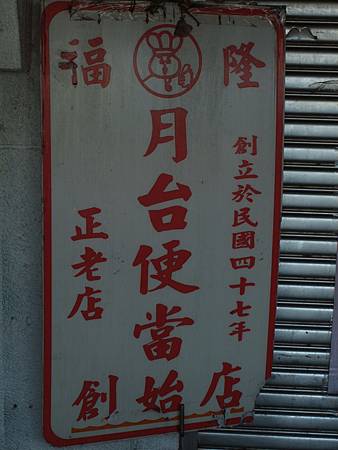 福隆
創立於民國四十七年
月台便當
正老店
創始店